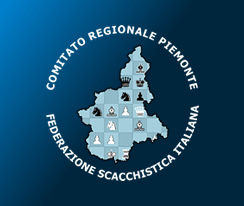 COMITATO REGIONALE PIEMONTE
FEDERAZIONE SCACCHISTICA ITALIANA